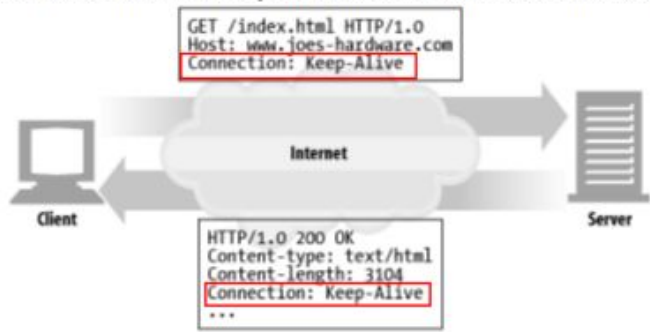 GET /index.html HTTP/1.0
Host: www.joes-hardware.com
Connection: Keep-Alive
Internet
Client
Server
HTTP/1.0 200 OK
Content-type: text/html
Content-length: 3104
Connection: Keep-Alive
...